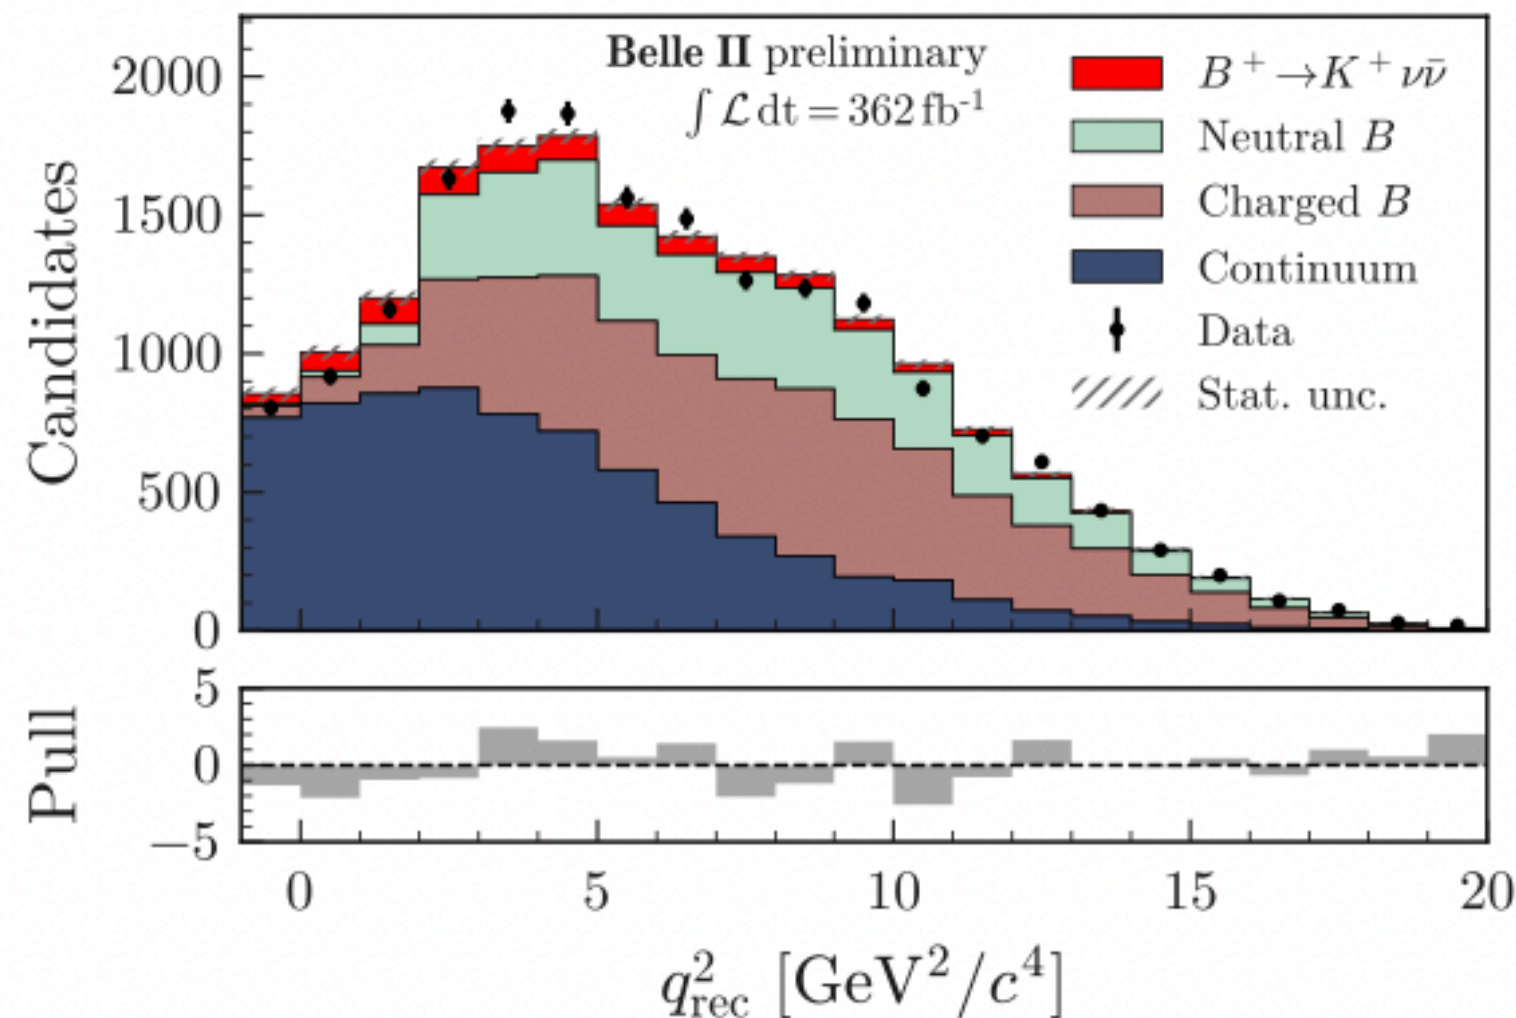 Belle II preliminary
∫ ℒ dt = 362 fb⁻¹
B⁺→K⁺νν̄
Neutral B
Charged B
Continuum
Data
Stat. unc.
Candidates
2000
1500
1000
500
0
Pull
5
0
−5
0 5 10 15 20
q²rec [GeV²/c⁴]